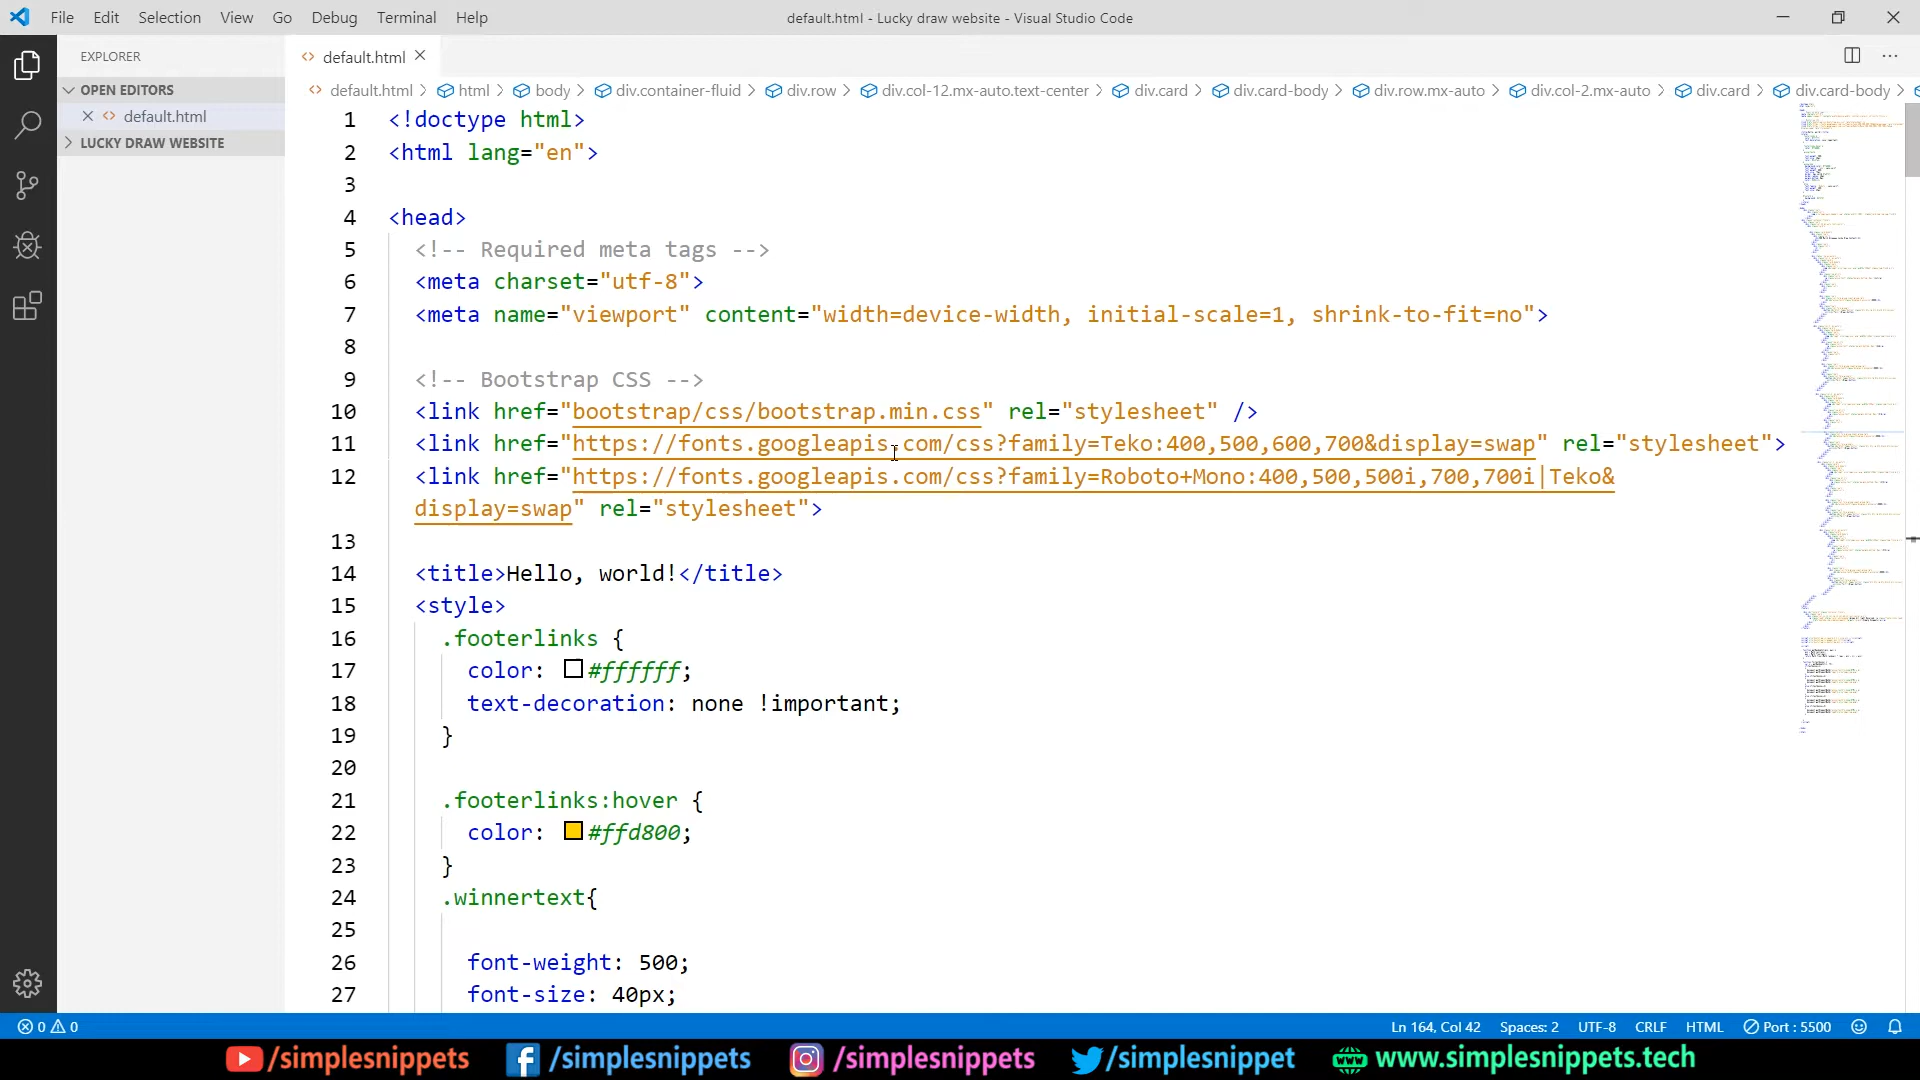 File Edit Selection View Go Debug Terminal Help
default.html - Lucky draw website - Visual Studio Code
EXPLORER
OPEN EDITORS
default.html
LUCKY DRAW WEBSITE
default.html
default.html > html > body > div.container-fluid > div.row > div.col-12.mx-auto.text-center > div.card > div.card-body > div.row.mx-auto > div.col-2.mx-auto > div.card > div.card-body >
1 <!doctype html>
2 <html lang="en">
3
4 <head>
5 <!-- Required meta tags -->
6 <meta charset="utf-8">
7 <meta name="viewport" content="width=device-width, initial-scale=1, shrink-to-fit=no">
8
9 <!-- Bootstrap CSS -->
10 <link href="bootstrap/css/bootstrap.min.css" rel="stylesheet" />
11 <link href="https://fonts.googleapis.com/css?family=Teko:400,500,600,700&display=swap" rel="stylesheet">
12 <link href="https://fonts.googleapis.com/css?family=Roboto+Mono:400,500,500i,700,700i|Teko&
display=swap" rel="stylesheet">
13
14 <title>Hello, world!</title>
15 <style>
16 .footerlinks {
17 color: #ffffff;
18 text-decoration: none !important;
19 }
20
21 .footerlinks:hover {
22 color: #ffd800;
23 }
24 .winnertext{
25
26 font-weight: 500;
27 font-size: 40px;
0 0
Ln 164, Col 42 Spaces: 2 UTF-8 CRLF HTML Port : 5500
/simplesnippets /simplesnippets /simplesnippets /simplesnippet www.simplesnippets.tech